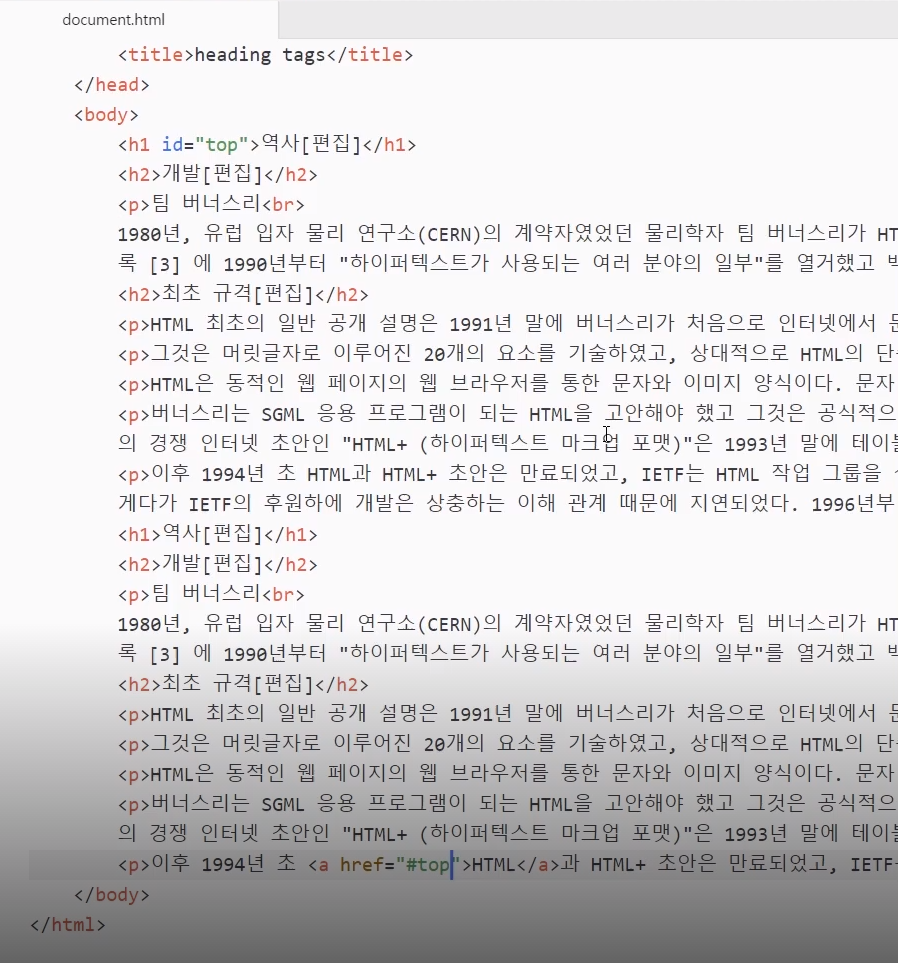 document.html
<title>heading tags</title>
</head>
<body>
<h1 id="top">역사[편집]</h1>
<h2>개발[편집]</h2>
<p>팀 버너스리<br>
1980년, 유럽 입자 물리 연구소(CERN)의 계약자였었던 물리학자 팀 버너스리가 HT
록 [3] 에 1990년부터 "하이퍼텍스트가 사용되는 여러 분야의 일부"를 열거했고
<h2>최초 규격[편집]</h2>
<p>HTML 최초의 일반 공개 설명은 1991년 말에 버너스리가 처음으로 인터넷에서
<p>그것은 머릿글자로 이루어진 20개의 요소를 기술하였고, 상대적으로 HTML의
<p>HTML은 동적인 웹 페이지의 웹 브라우저를 통한 문자와 이미지 양식이다. 문자
<p>버너스리는 SGML 응용 프로그램이 되는 HTML을 고안해야 했고 그것은 공식적으
의 경쟁 인터넷 초안인 "HTML+ (하이퍼텍스트 마크업 포맷)"은 1993년 말에
<p>이후 1994년 초 HTML과 HTML+ 초안은 만료되었고, IETF는 HTML 작업 그룹을
게다가 IETF의 후원하에 개발은 상충하는 이해 관계 때문에 지연되었다. 1996년부
<h1>역사[편집]</h1>
<h2>개발[편집]</h2>
<p>팀 버너스리<br>
1980년, 유럽 입자 물리 연구소(CERN)의 계약자였었던 물리학자 팀 버너스리가 HT
록 [3] 에 1990년부터 "하이퍼텍스트가 사용되는 여러 분야의 일부"를 열거했고
<h2>최초 규격[편집]</h2>
<p>HTML 최초의 일반 공개 설명은 1991년 말에 버너스리가 처음으로 인터넷에서
<p>그것은 머릿글자로 이루어진 20개의 요소를 기술하였고, 상대적으로 HTML의
<p>HTML은 동적인 웹 페이지의 웹 브라우저를 통한 문자와 이미지 양식이다. 문자
<p>버너스리는 SGML 응용 프로그램이 되는 HTML을 고안해야 했고 그것은 공식적으
의 경쟁 인터넷 초안인 "HTML+ (하이퍼텍스트 마크업 포맷)"은 1993년 말에
<p>이후 1994년 초 <a href="#top">HTML</a>과 HTML+ 초안은 만료되었고, IETF
</body>
</html>